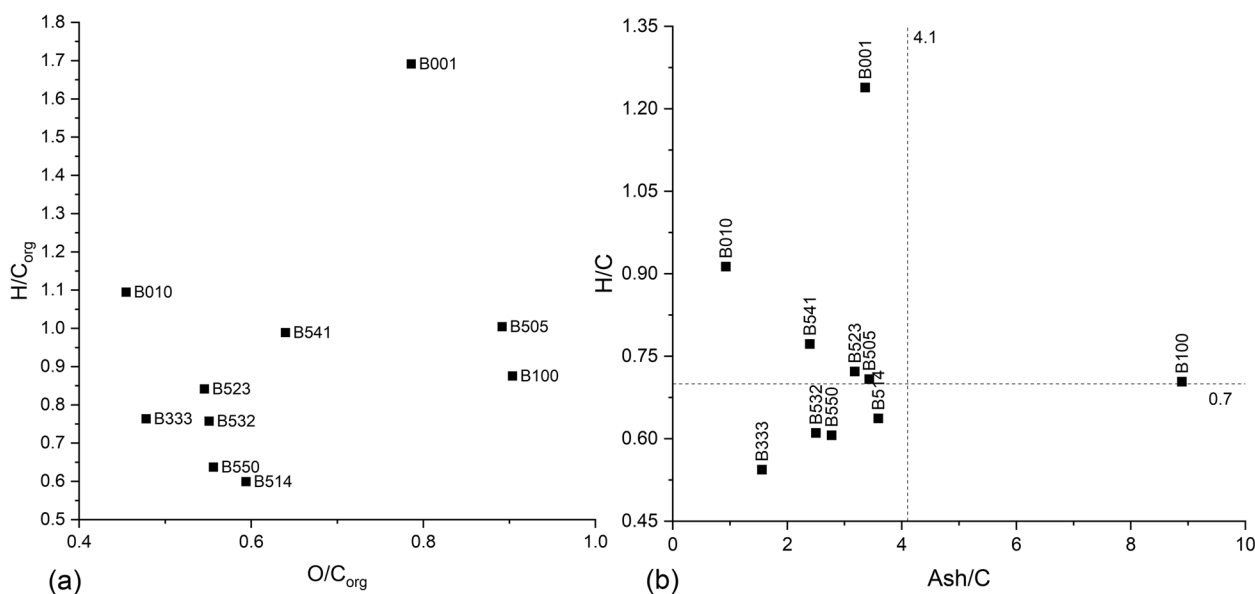 1.8
1.7
1.6
1.5
1.4
1.3
1.2
1.1
1.0
0.9
0.8
0.7
0.6
0.5
H/Corg
B001
B010
B505
B541
B100
B523
B333
B532
B550
B514
0.4
0.6
0.8
1.0
(a)
O/Corg
1.35
1.20
1.05
0.90
0.75
0.60
0.45
H/C
4.1
B001
B010
B541
B523
B505
B514
B100
0.7
B532
B550
B333
0
2
4
6
8
10
(b)
Ash/C